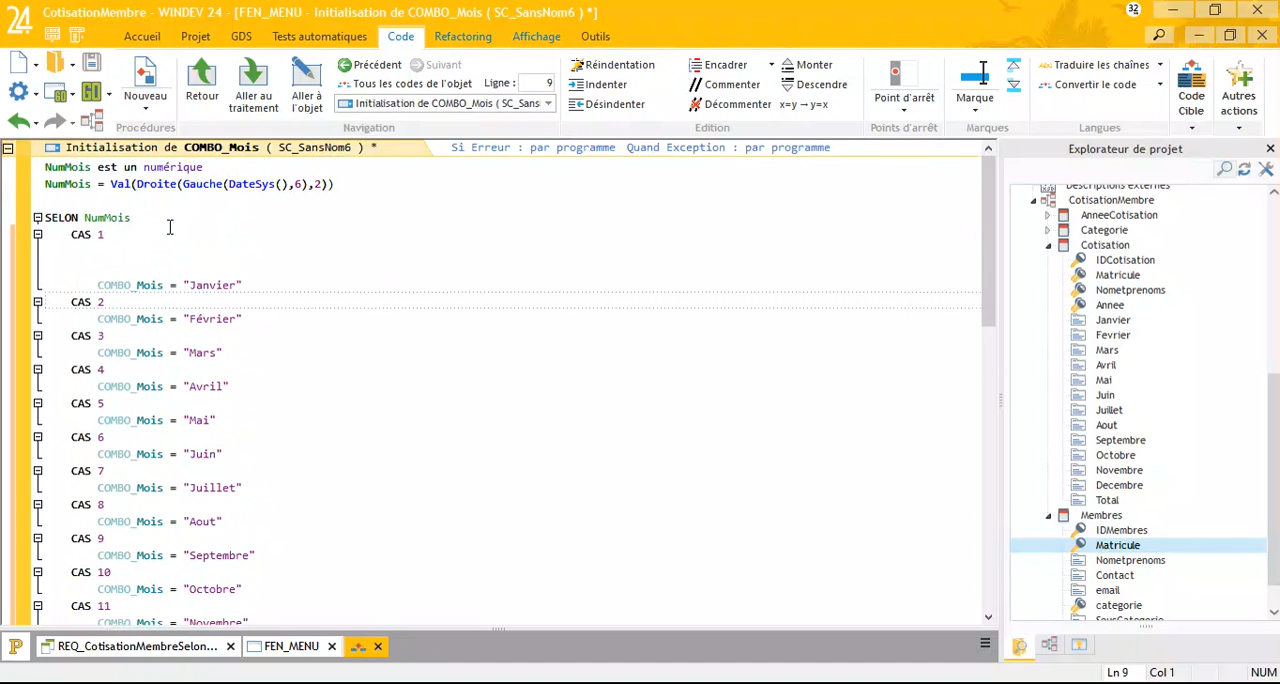 24
CotisationMembre - WINDEV 24 - [FEN_MENU - Initialisation de COMBO_Mois ( SC_SansNom6 ) *]
32
Accueil Projet GDS Tests automatiques Code Refactoring Affichage Outils
Nouveau
Procédures
Retour
Aller au traitement
Aller à l'objet
Précédent Suivant
Tous les codes de l'objet Ligne : 9
Initialisation de COMBO_Mois ( SC_Sans
Navigation
Réindentation
Indenter
Désindenter
Encadrer
Commenter
Décommenter
Monter
Descendre
x=y → y=x
Edition
Point d'arrêt
Points d'arrêt
Marque
Marques
Traduire les chaînes
Convertir le code
Langues
Code Cible
Autres actions
Initialisation de COMBO_Mois ( SC_SansNom6 ) * Si Erreur : par programme Quand Exception : par programme
NumMois est un numérique
NumMois = Val(Droite(Gauche(DateSys(),6),2))
SELON NumMois
CAS 1
COMBO_Mois = "Janvier"
CAS 2
COMBO_Mois = "Février"
CAS 3
COMBO_Mois = "Mars"
CAS 4
COMBO_Mois = "Avril"
CAS 5
COMBO_Mois = "Mai"
CAS 6
COMBO_Mois = "Juin"
CAS 7
COMBO_Mois = "Juillet"
CAS 8
COMBO_Mois = "Aout"
CAS 9
COMBO_Mois = "Septembre"
CAS 10
COMBO_Mois = "Octobre"
CAS 11
COMBO_Mois = "Novembre"
Explorateur de projet
Descriptions externes
CotisationMembre
AnneeCotisation
Categorie
Cotisation
IDCotisation
Matricule
Nometprenoms
Annee
Janvier
Fevrier
Mars
Avril
Mai
Juin
Juillet
Aout
Septembre
Octobre
Novembre
Decembre
Total
Membres
IDMembres
Matricule
Nometprenoms
Contact
email
categorie
SousCategorie
REQ_CotisationMembreSelon... FEN_MENU
Ln 9 Col 1 NUM